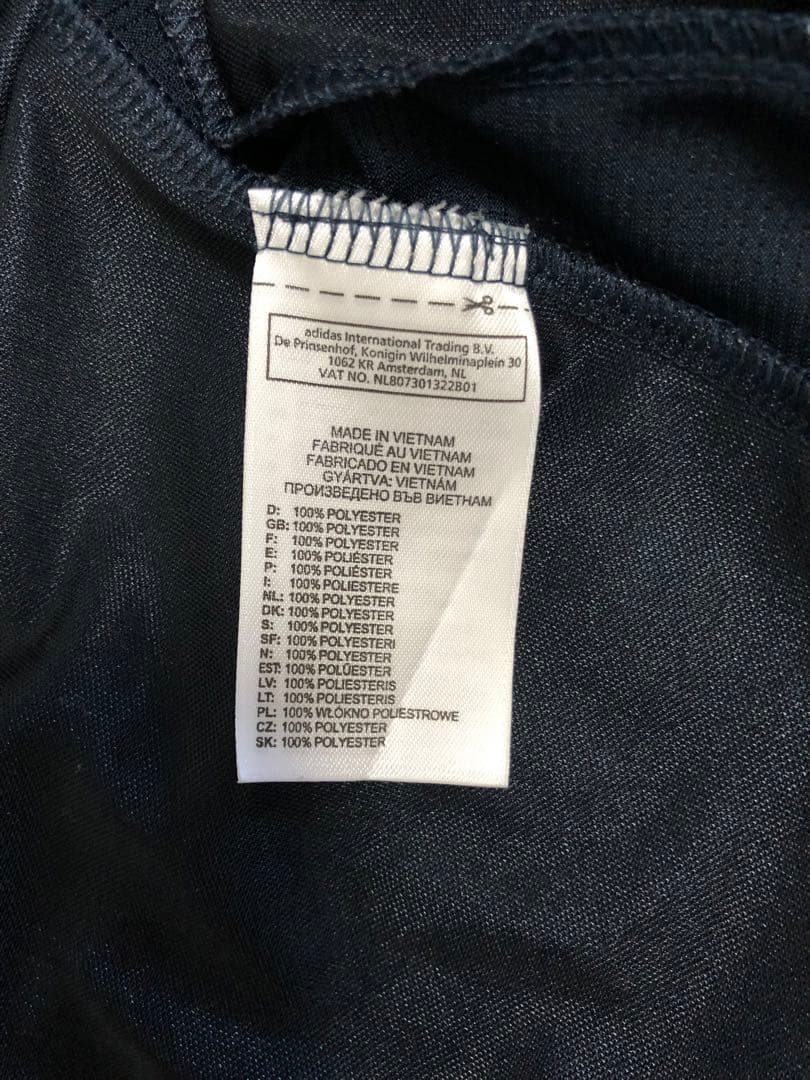 adidas International Trading B.V.
De Prinsenhof, Konigin Wilhelminaplein 30
1062 KR Amsterdam, NL
VAT NO. NL807301322B01
MADE IN VIETNAM
FABRIQUÉ AU VIETNAM
FABRICADO EN VIETNAM
GYÁRTVA: VIETNÁM
ПРОИЗВЕДЕНО ВЪВ ВИЕТНАМ
D: 100% POLYESTER
GB: 100% POLYESTER
F: 100% POLYESTER
E: 100% POLIÉSTER
P: 100% POLIÉSTER
I: 100% POLIESTERE
NL: 100% POLYESTER
DK: 100% POLYESTER
S: 100% POLYESTER
SF: 100% POLYESTERI
N: 100% POLYESTER
EST: 100% POLÜESTER
LV: 100% POLIESTERIS
LT: 100% POLIESTERIS
PL: 100% WŁÓKNO POLIESTROWE
CZ: 100% POLYESTER
SK: 100% POLYESTER